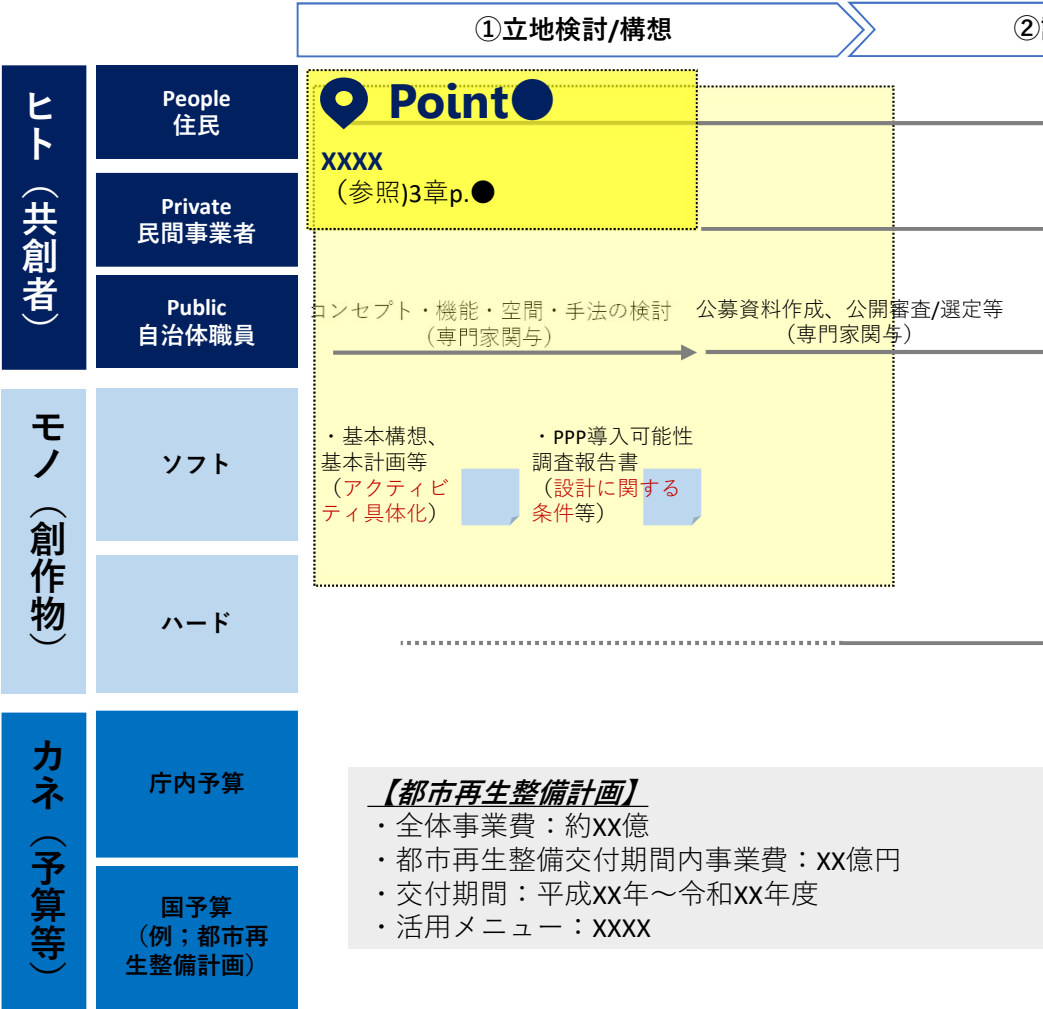 ①立地検討/構想
②
ヒト（共創者）
People
住民
Point●
XXXX
（参照)3章p.●
Private
民間事業者
Public
自治体職員
コンセプト・機能・空間・手法の検討
（専門家関与）
公募資料作成、公開審査/選定等
（専門家関与）
モノ（創作物）
ソフト
・基本構想、
基本計画等
（アクティビ
ティ具体化）
・PPP導入可能性
調査報告書
（設計に関する
条件等）
ハード
カネ（予算等）
庁内予算
国予算
（例；都市再
生整備計画）
【都市再生整備計画】
・全体事業費：約XX億
・都市再生整備交付期間内事業費：XX億円
・交付期間：平成XX年～令和XX年度
・活用メニュー：XXXX